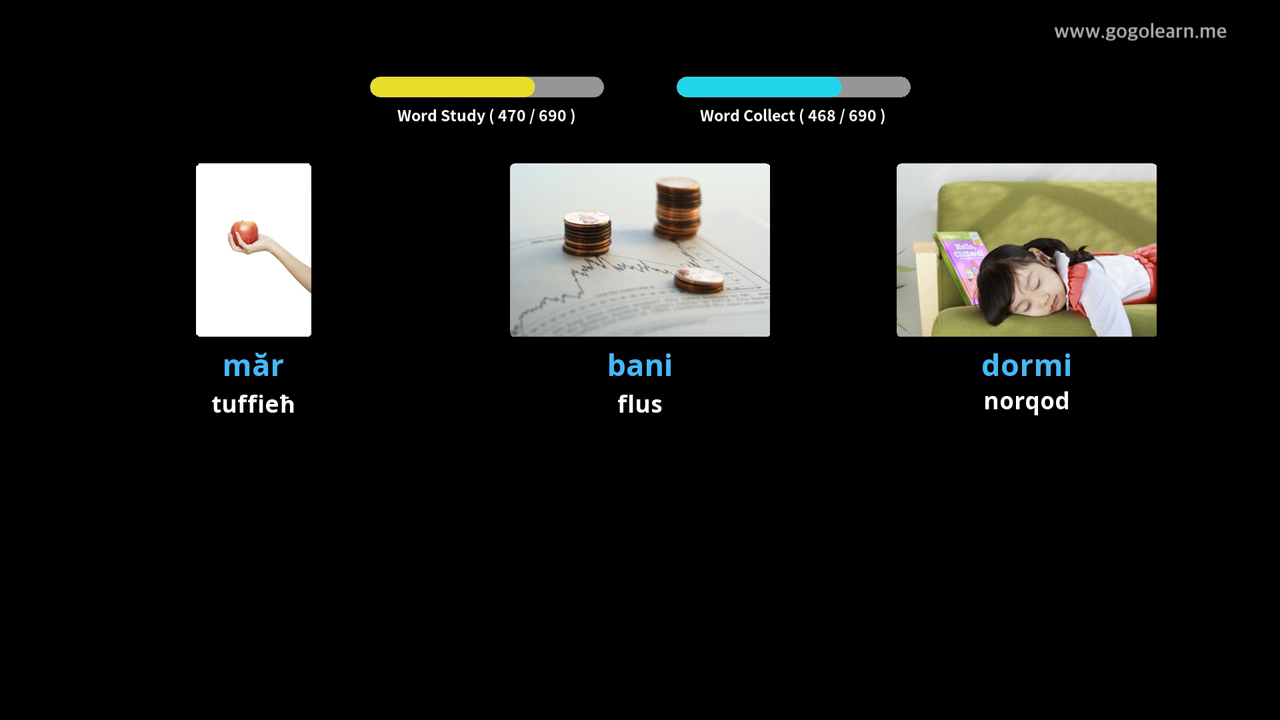 www.gogolearn.me
Word Study ( 470 / 690 )
Word Collect ( 468 / 690 )
măr
tuffieħ
bani
flus
dormi
norqod